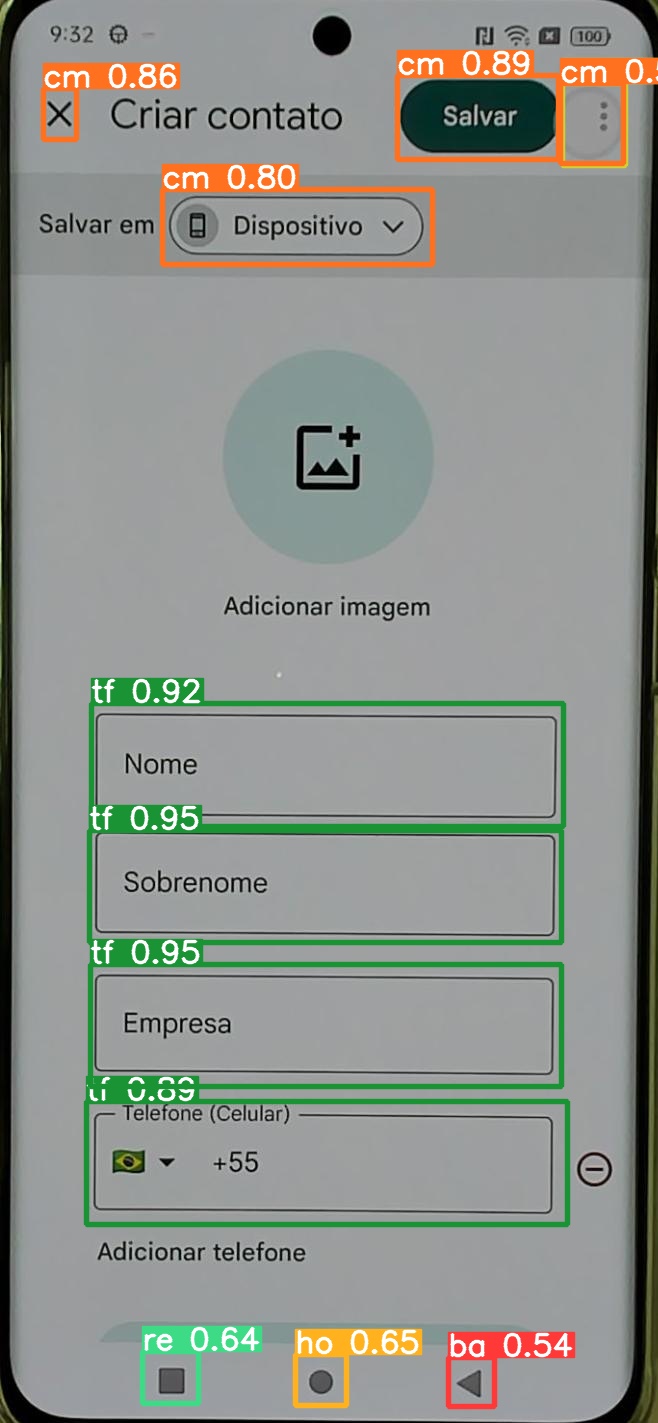 9:32
100
cm 0.86
cm 0.89
cm 0.
Criar contato
Salvar
cm 0.80
Salvar em
Dispositivo
Adicionar imagem
tf 0.92
Nome
tf 0.95
Sobrenome
tf 0.95
Empresa
tf 0.89
Telefone (Celular)
+55
Adicionar telefone
re 0.64
ho 0.65
ba 0.54